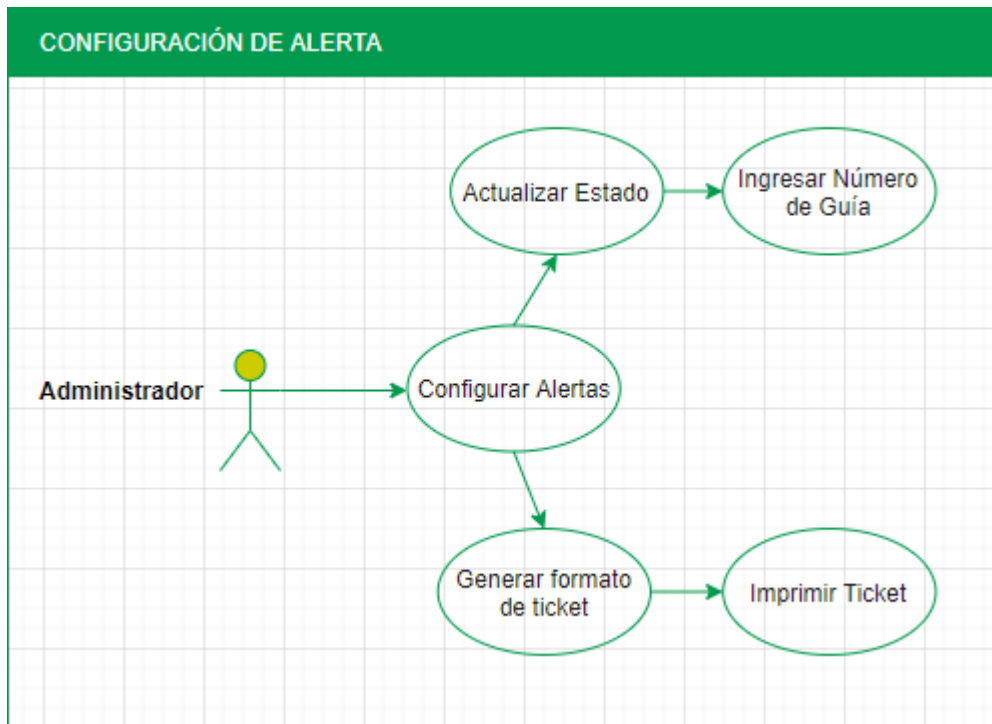 CONFIGURACIÓN DE ALERTA
Actualizar Estado
Ingresar Número
de Guía
Administrador
Configurar Alertas
Generar formato
de ticket
Imprimir Ticket